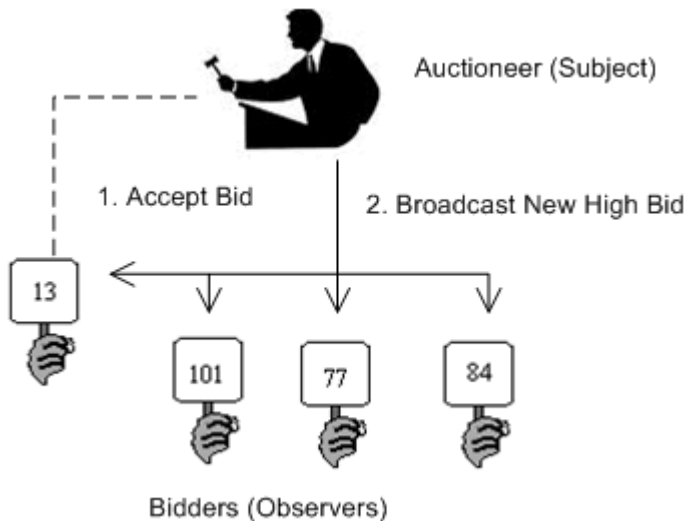 Auctioneer (Subject)
1. Accept Bid
2. Broadcast New High Bid
13
101
77
84
Bidders (Observers)